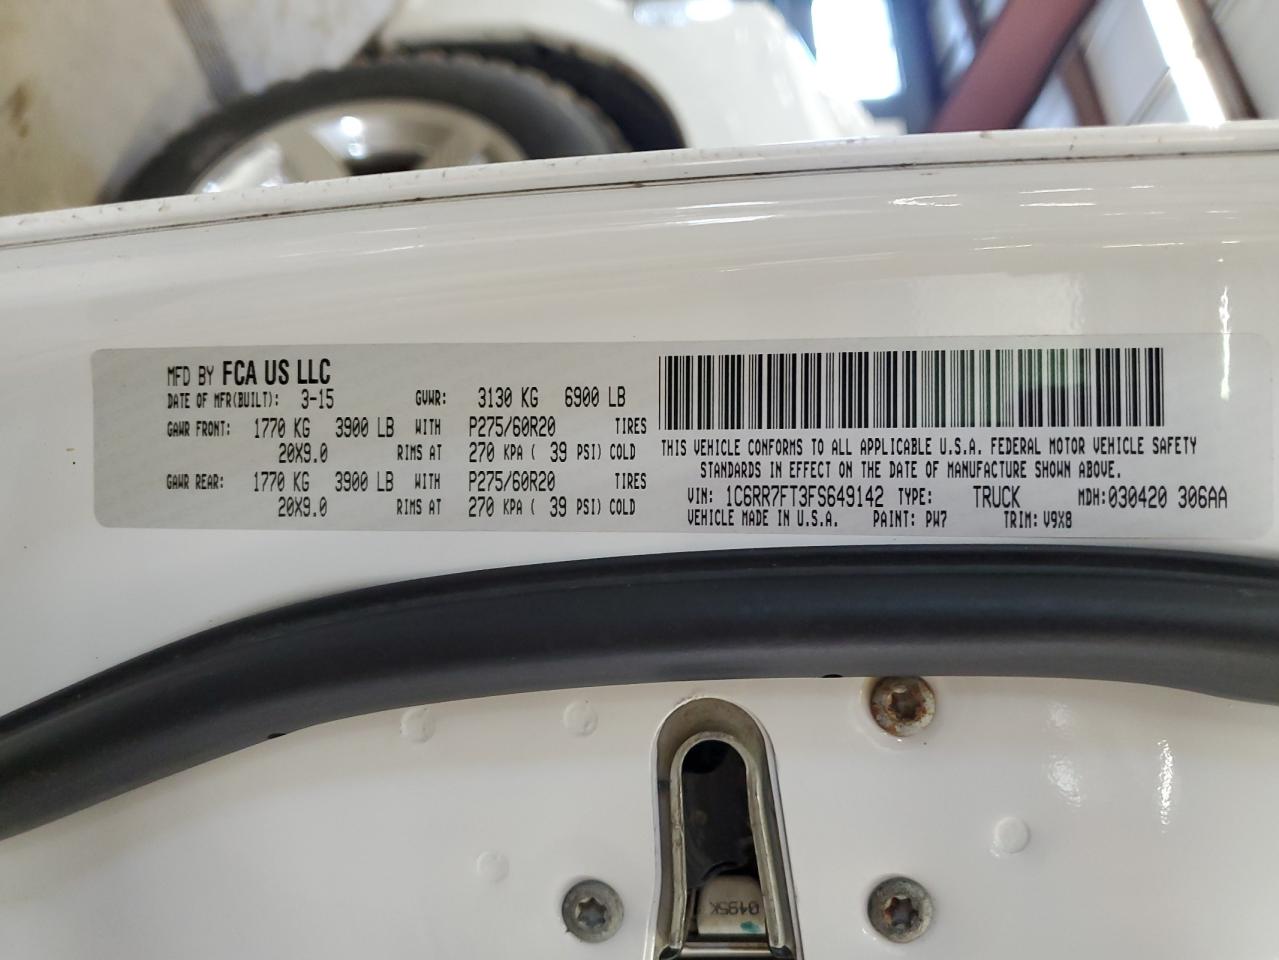 MFD BY FCA US LLC
DATE OF MFR(BUILT): 3-15 GVWR: 3130 KG 6900 LB
GAWR FRONT: 1770 KG 3900 LB WITH P275/60R20 TIRES
20X9.0 RIMS AT 270 KPA ( 39 PSI) COLD
GAWR REAR: 1770 KG 3900 LB WITH P275/60R20 TIRES
20X9.0 RIMS AT 270 KPA ( 39 PSI) COLD
THIS VEHICLE CONFORMS TO ALL APPLICABLE U.S.A. FEDERAL MOTOR VEHICLE SAFETY
STANDARDS IN EFFECT ON THE DATE OF MANUFACTURE SHOWN ABOVE.
VIN: 1C6RR7FT3FS649142 TYPE: TRUCK MDH:030420 306AA
VEHICLE MADE IN U.S.A. PAINT: PW7 TRIM: V9X8
0495K